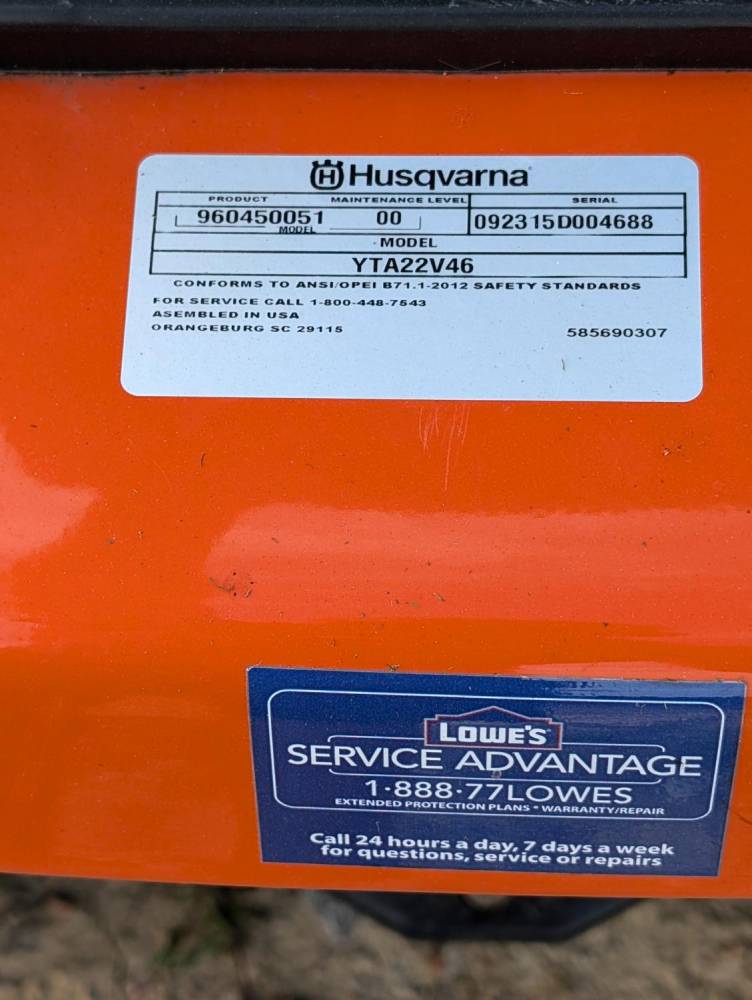 Husqvarna
PRODUCT MAINTENANCE LEVEL SERIAL
960450051 00 092315D004688
MODEL
MODEL
YTA22V46
CONFORMS TO ANSI/OPEI B71.1-2012 SAFETY STANDARDS
FOR SERVICE CALL 1-800-448-7543
ASEMBLED IN USA
ORANGEBURG SC 29115 585690307
LOWE'S
SERVICE ADVANTAGE
1·888·77LOWES
EXTENDED PROTECTION PLANS * WARRANTY/REPAIR
Call 24 hours a day, 7 days a week
for questions, service or repairs